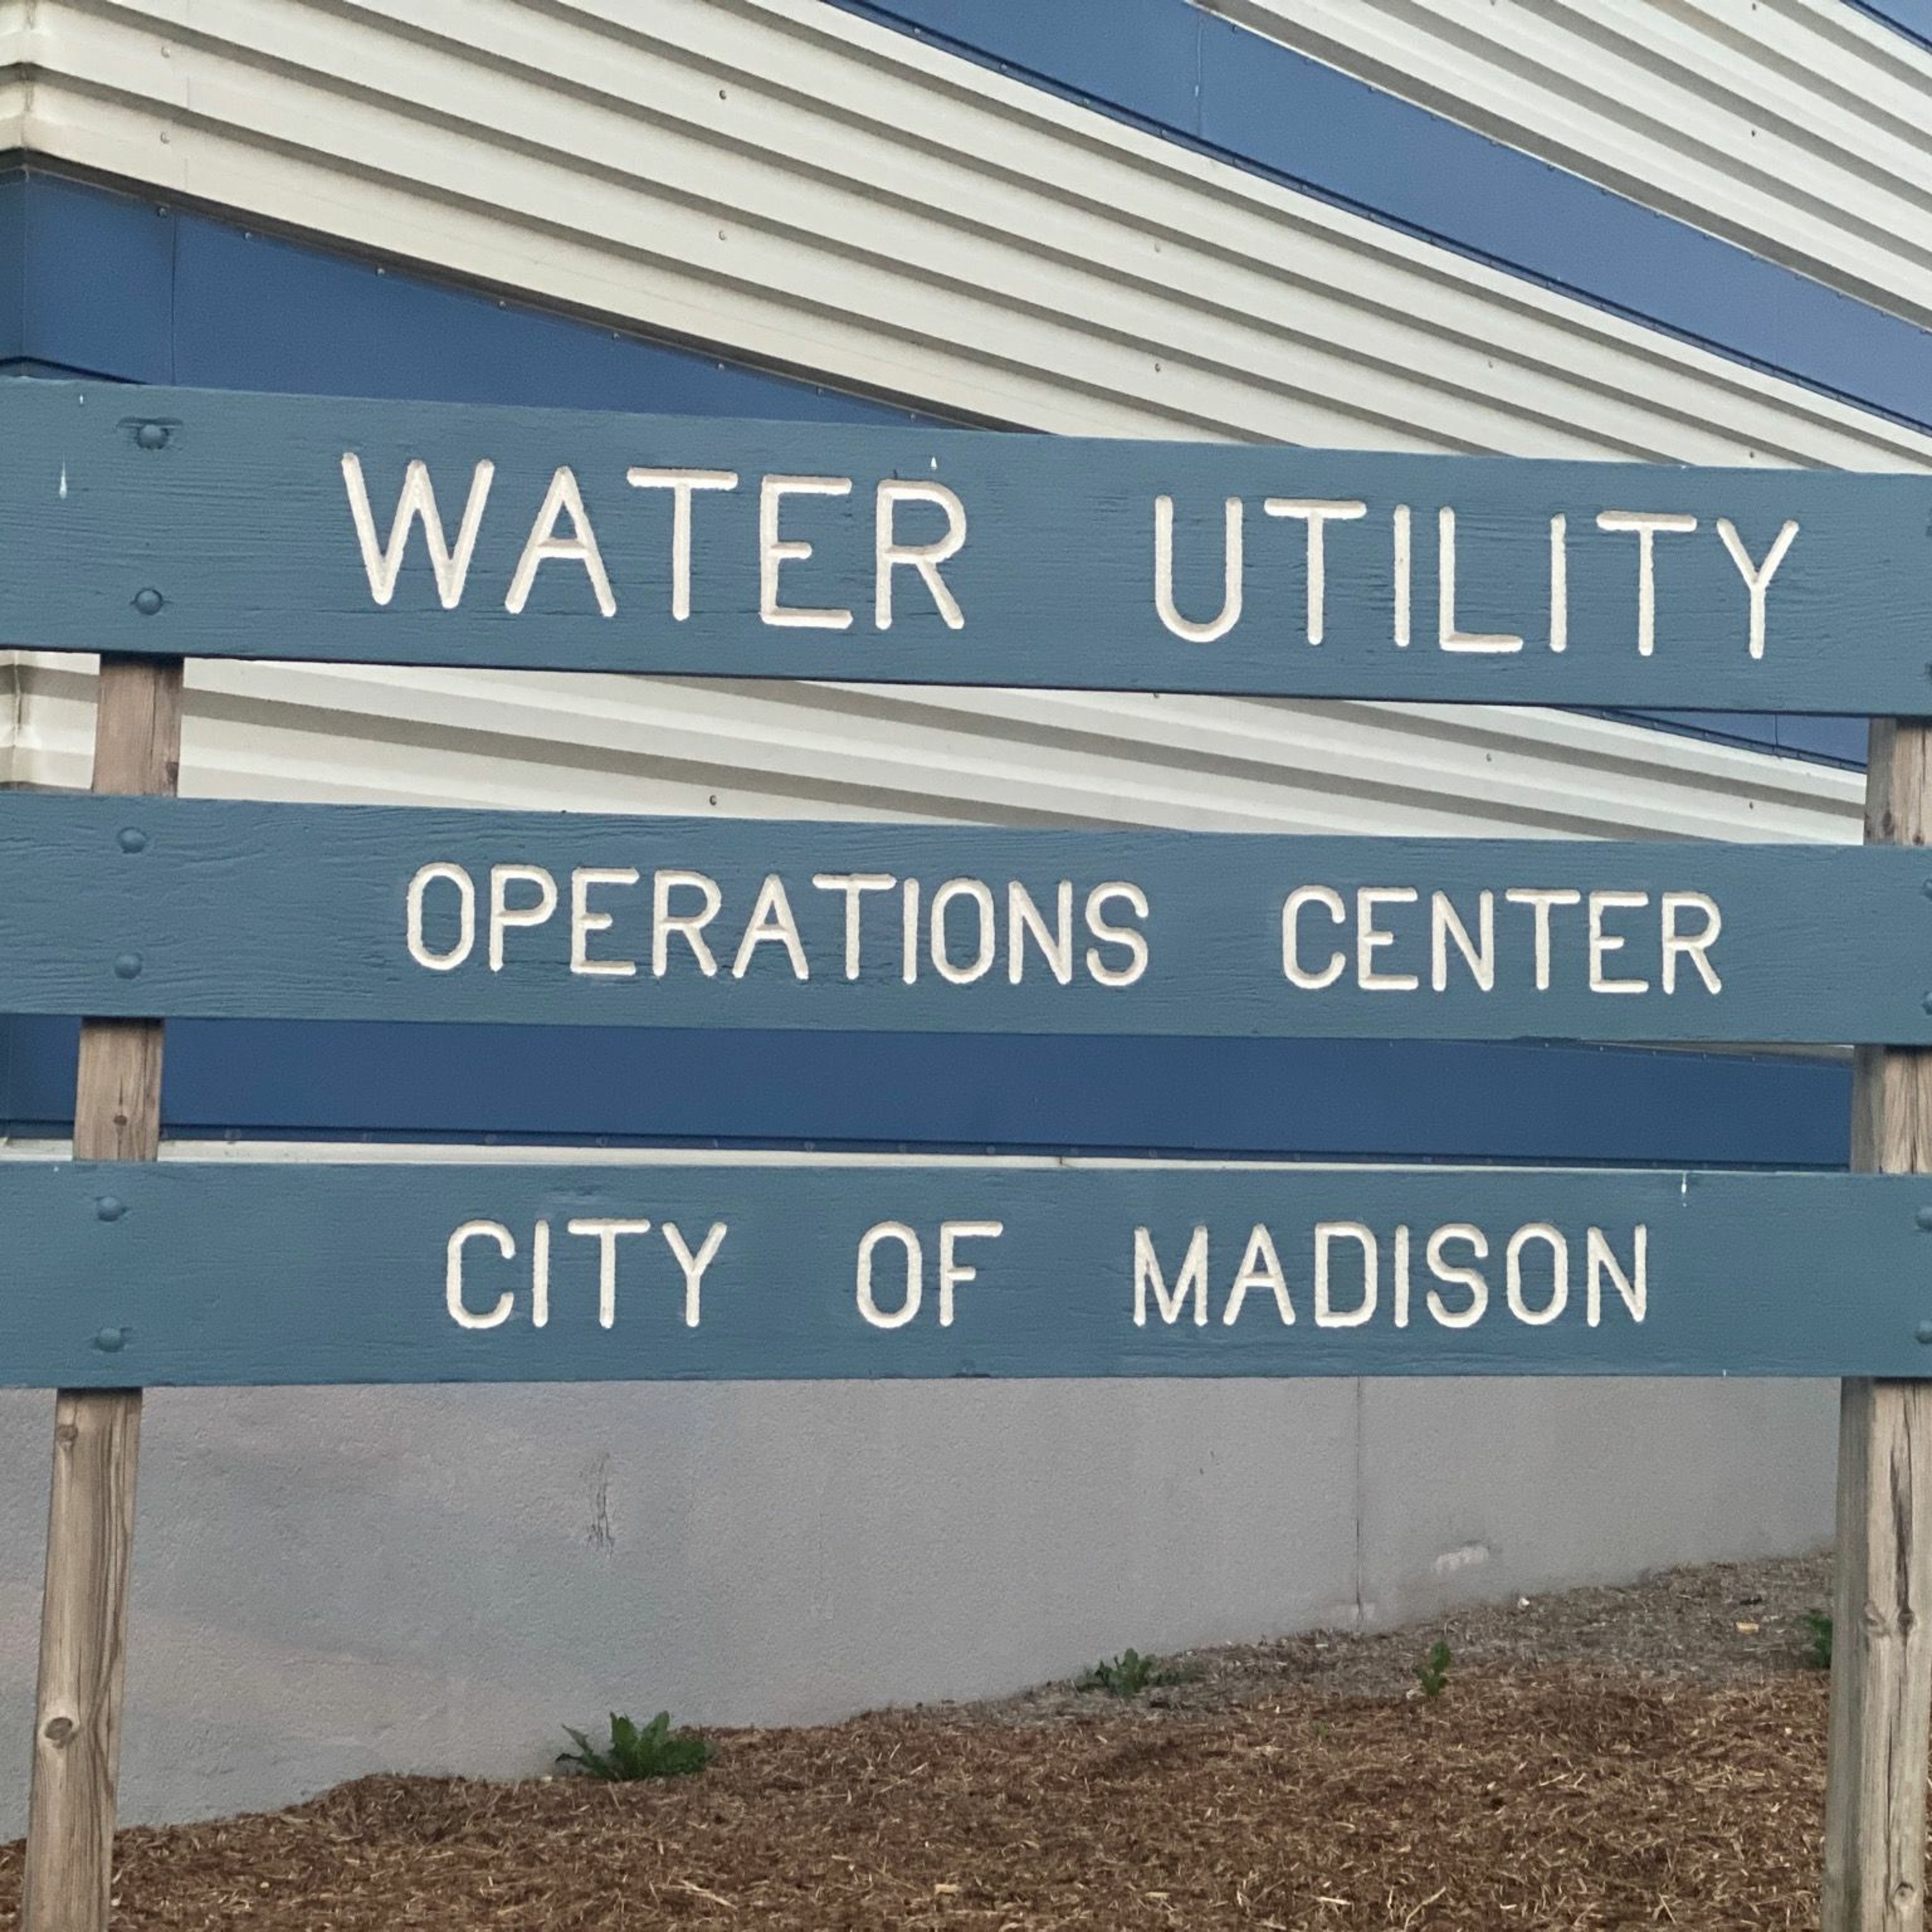 WATER UTILITY
OPERATIONS CENTER
CITY OF MADISON